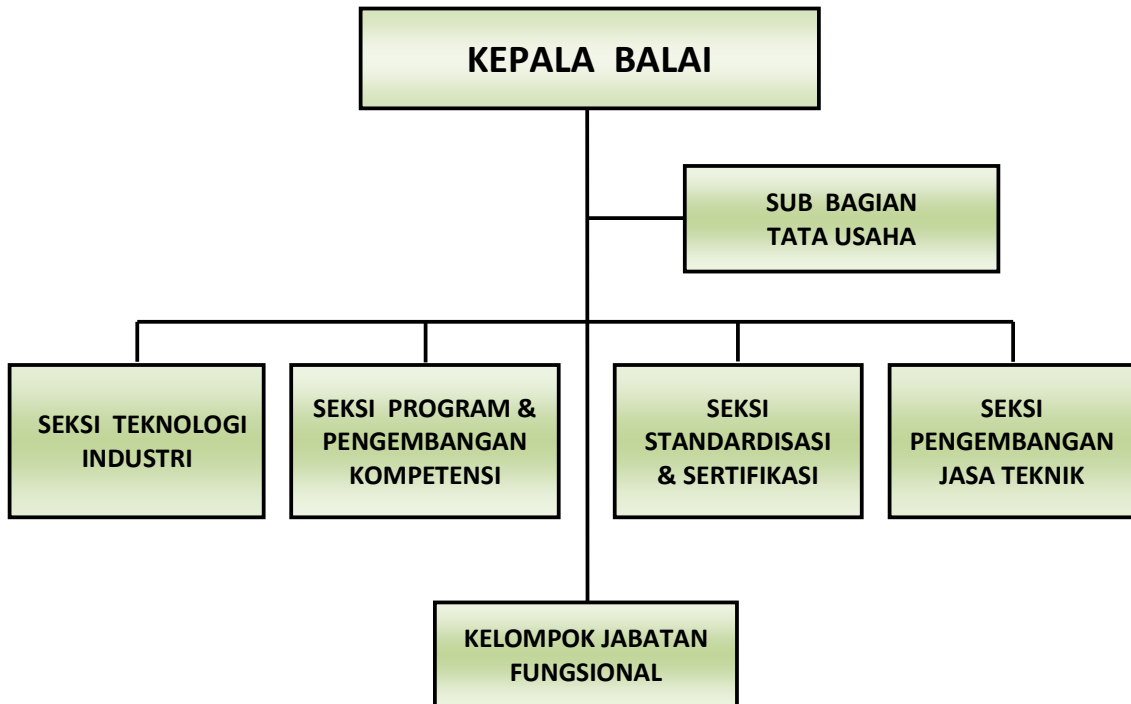 KEPALA BALAI
SUB BAGIAN
TATA USAHA
SEKSI TEKNOLOGI
INDUSTRI
SEKSI PROGRAM &
PENGEMBANGAN
KOMPETENSI
SEKSI
STANDARDISASI
& SERTIFIKASI
SEKSI
PENGEMBANGAN
JASA TEKNIK
KELOMPOK JABATAN
FUNGSIONAL